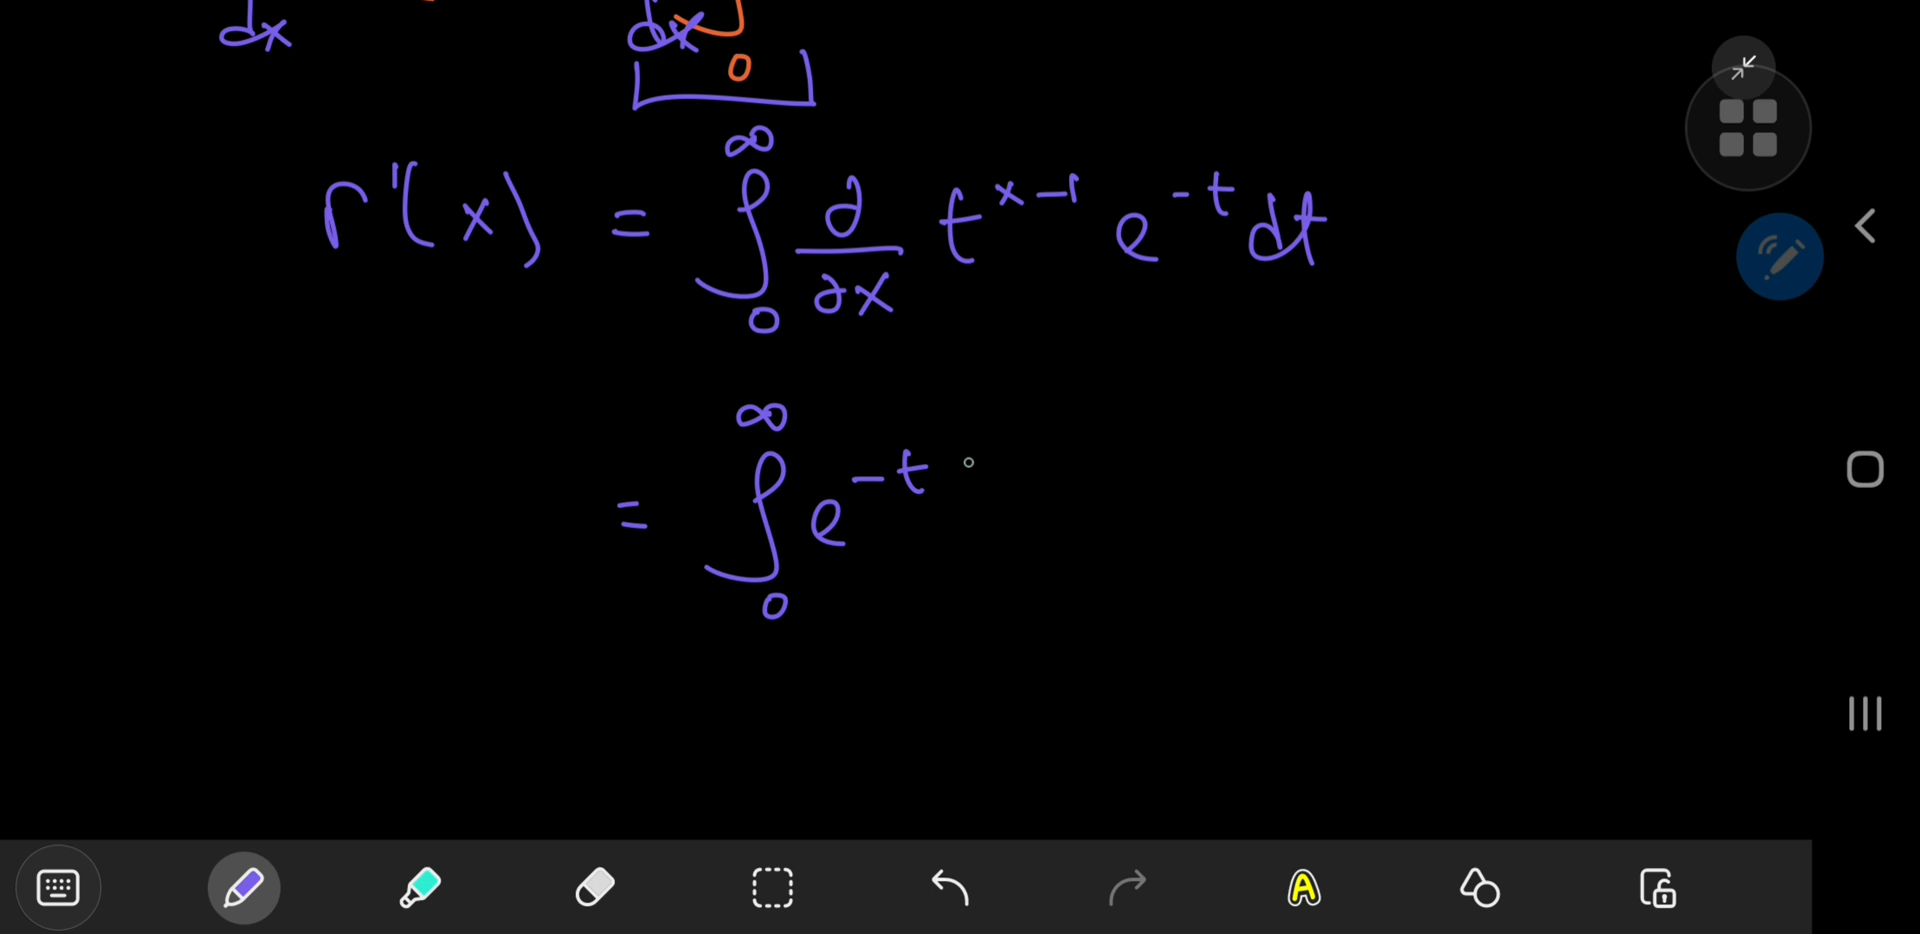 dx dx
0
∞
Γ'(x) = ∫ ∂/∂x t^(x-1) e^(-t) dt
0
∞
= ∫ e^(-t)
0
A